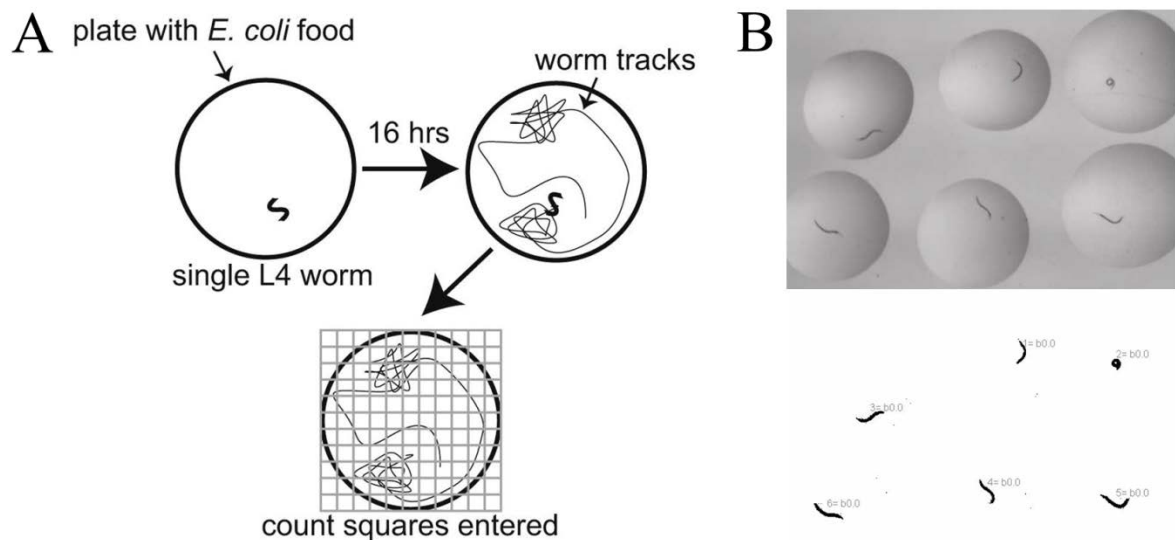 A
plate with E. coli food
worm tracks
16 hrs
single L4 worm
count squares entered
B
1= b0.0
2= b0.0
3= b0.0
4= b0.0
5= b0.0
6= b0.0